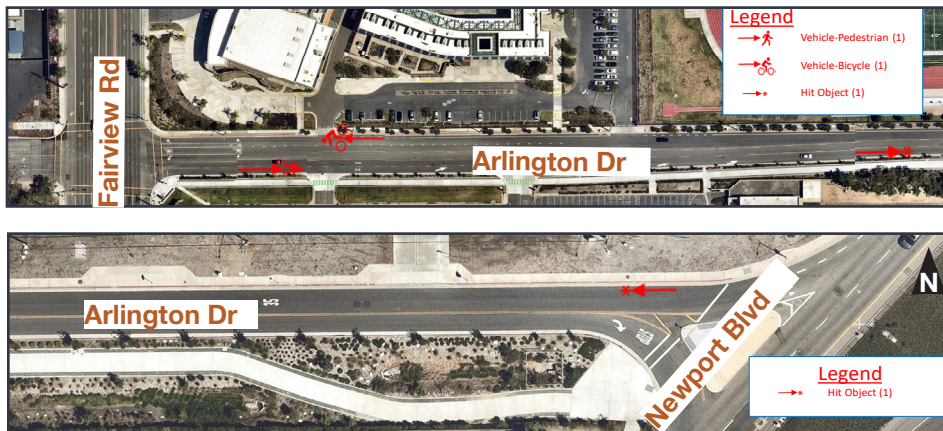 Legend
Vehicle-Pedestrian (1)
Vehicle-Bicycle (1)
Hit Object (1)
Fairview Rd
Arlington Dr
Arlington Dr
Newport Blvd
STOP
N
Legend
Hit Object (1)